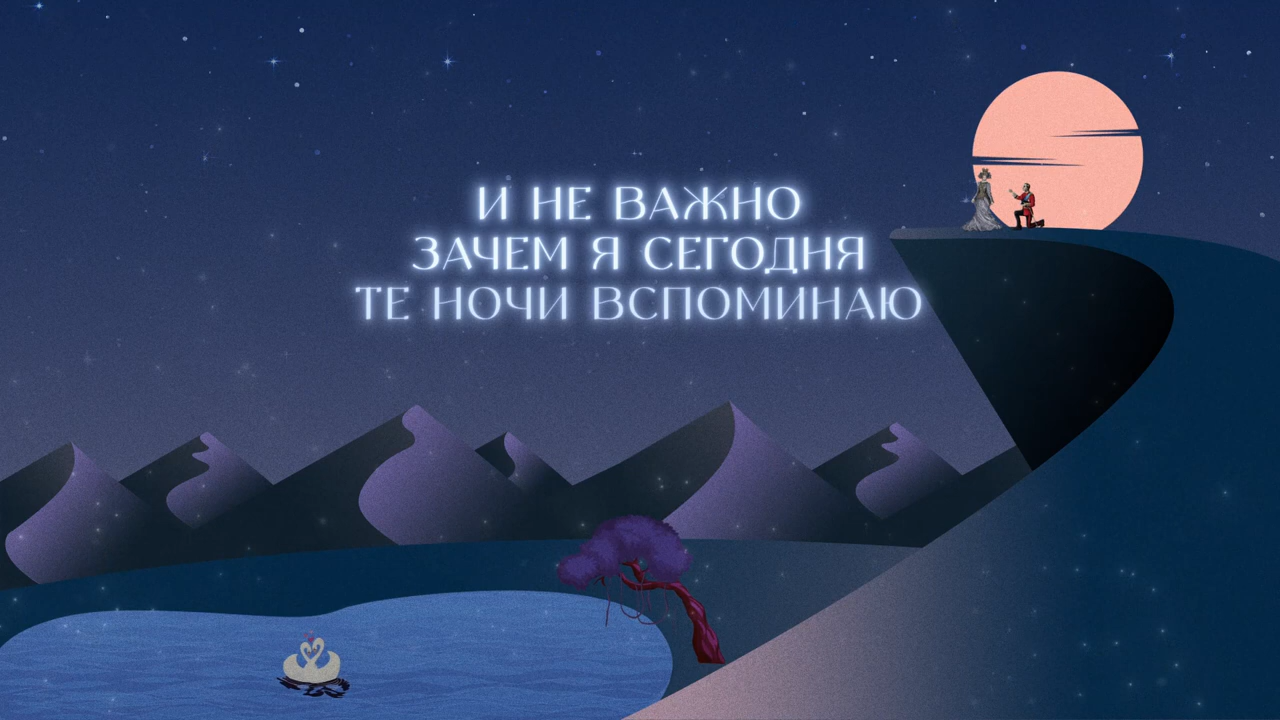 И НЕ ВАЖНО
ЗАЧЕМ Я СЕГОДНЯ
ТЕ НОЧИ ВСПОМИНАЮ